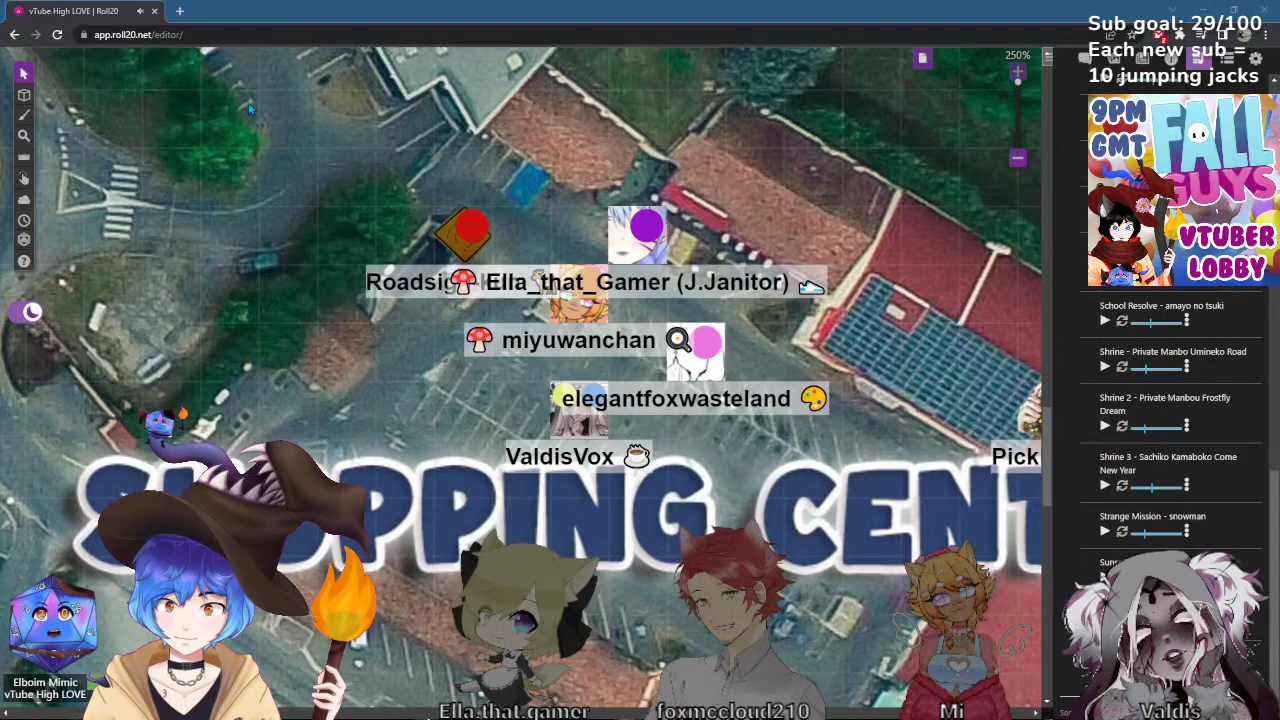 vTube High LOVE | Roll20
app.roll20.net/editor/
Sub goal: 29/100
Each new sub =
10 jumping jacks
250%
9PM
GMT
FALL
GUYS
VTUBER
LOBBY
Ella_that_Gamer (J.Janitor)
miyuwanchan
elegantfoxwasteland
ValdisVox
Pick
SHOPPING CENT
School Resolve - amayo no tsuki
Shrine - Private Manbo Umineko Road
Shrine 2 - Private Manbou Frostfly
Dream
Shrine 3 - Sachiko Kamaboko Come
New Year
Strange Mission - snowman
Elboim Mimic
vTube High LOVE
Ella.that.gamer
foxmccloud210
Mi
Valdis